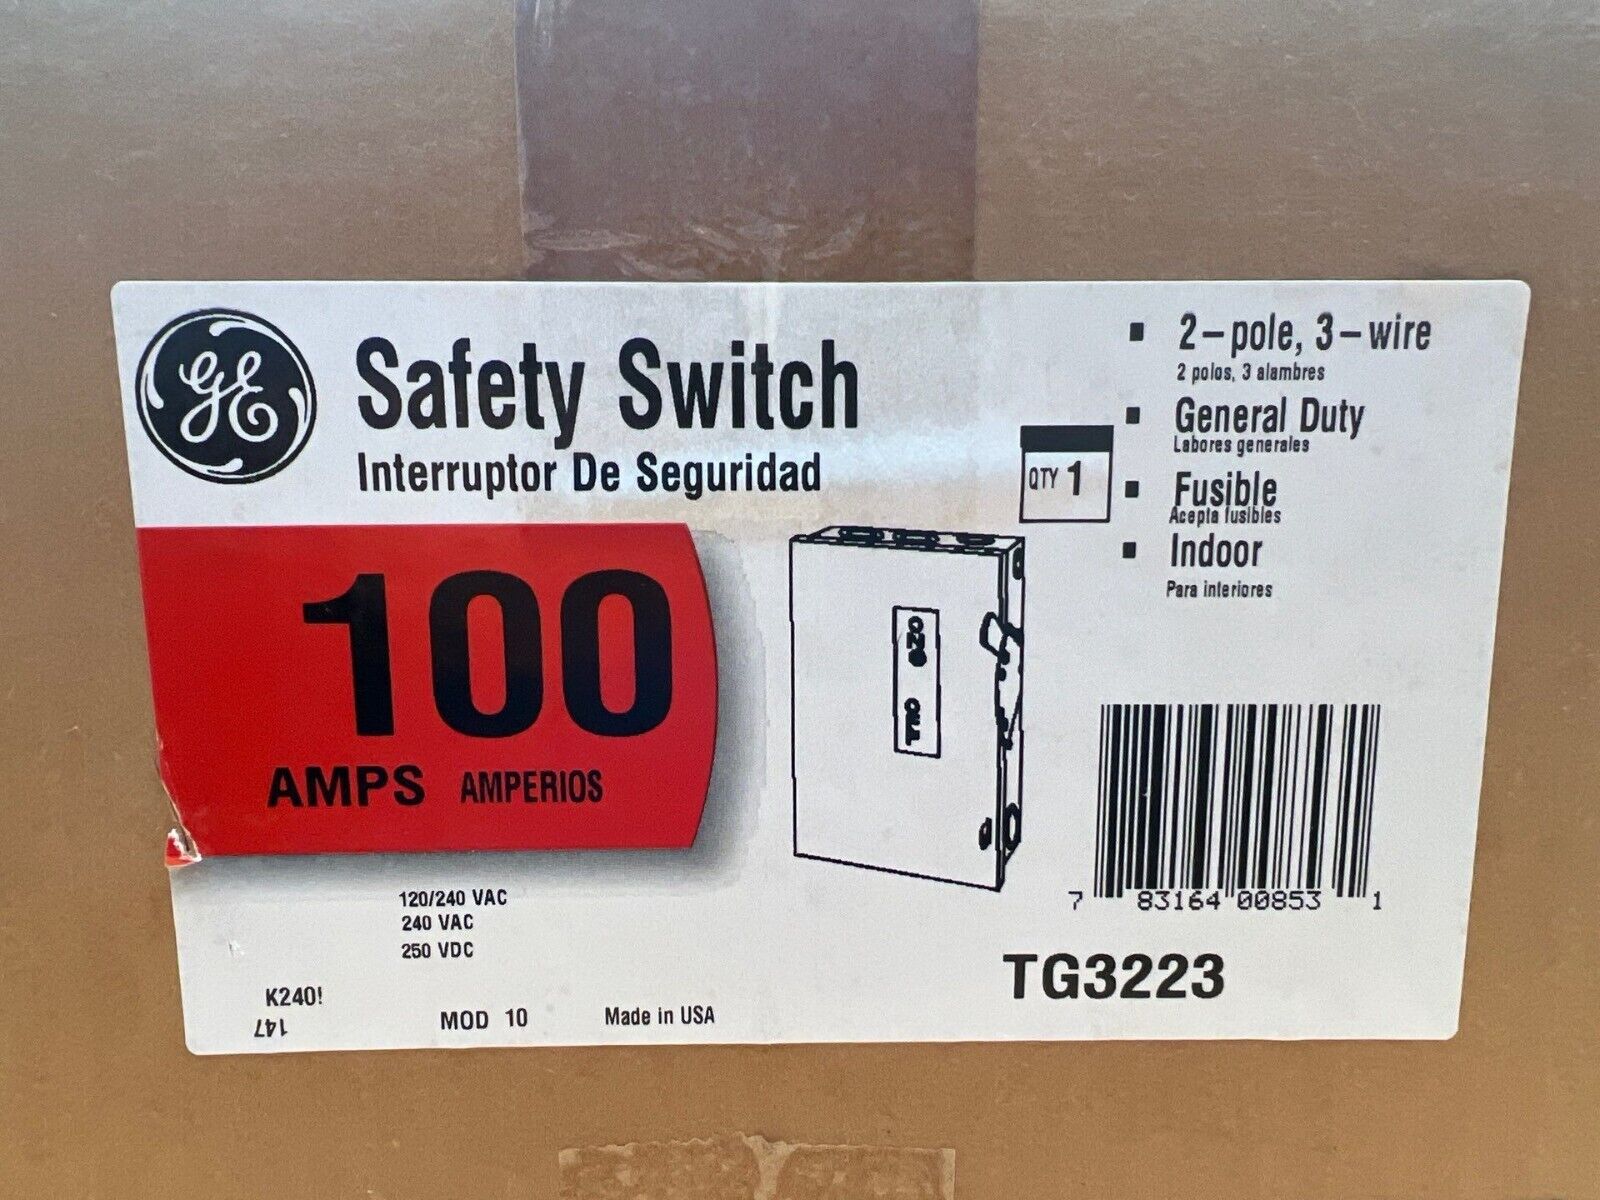 GE
Safety Switch
Interruptor De Seguridad
100
AMPS AMPERIOS
120/240 VAC
240 VAC
250 VDC
K240!
147
MOD 10
Made in USA
QTY 1
2-pole, 3-wire
2 polos, 3 alambres
General Duty
Labores generales
Fusible
Acepta fusibles
Indoor
Para interiores
7 83164 00853 1
TG3223